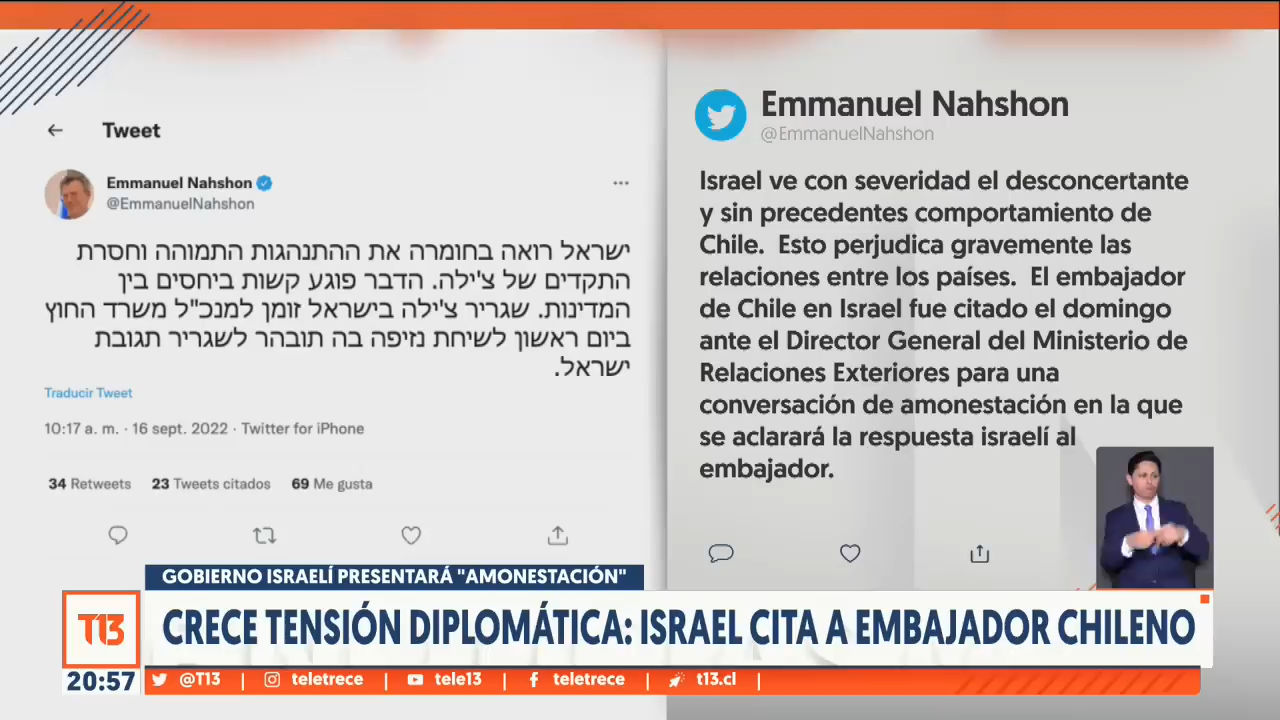 Tweet
Emmanuel Nahshon
@EmmanuelNahshon
ישראל רואה בחומרה את ההתנהגות התמוהה וחסרת
התקדים של צ'ילה. הדבר פוגע קשות ביחסים בין
המדינות. שגריר צ'ילה בישראל זומן למנכ"ל משרד החוץ
ביום ראשון לשיחת נזיפה בה תובהר לשגריר תגובת
ישראל.
Traducir Tweet
10:17 a. m. · 16 sept. 2022 · Twitter for iPhone
34 Retweets 23 Tweets citados 69 Me gusta
Emmanuel Nahshon
@EmmanuelNahshon
Israel ve con severidad el desconcertante
y sin precedentes comportamiento de
Chile. Esto perjudica gravemente las
relaciones entre los países. El embajador
de Chile en Israel fue citado el domingo
ante el Director General del Ministerio de
Relaciones Exteriores para una
conversación de amonestación en la que
se aclarará la respuesta israelí al
embajador.
GOBIERNO ISRAELÍ PRESENTARÁ "AMONESTACIÓN"
T13
CRECE TENSIÓN DIPLOMÁTICA: ISRAEL CITA A EMBAJADOR CHILENO
20:57 @T13 | teletrece | tele13 | teletrece | t13.cl |